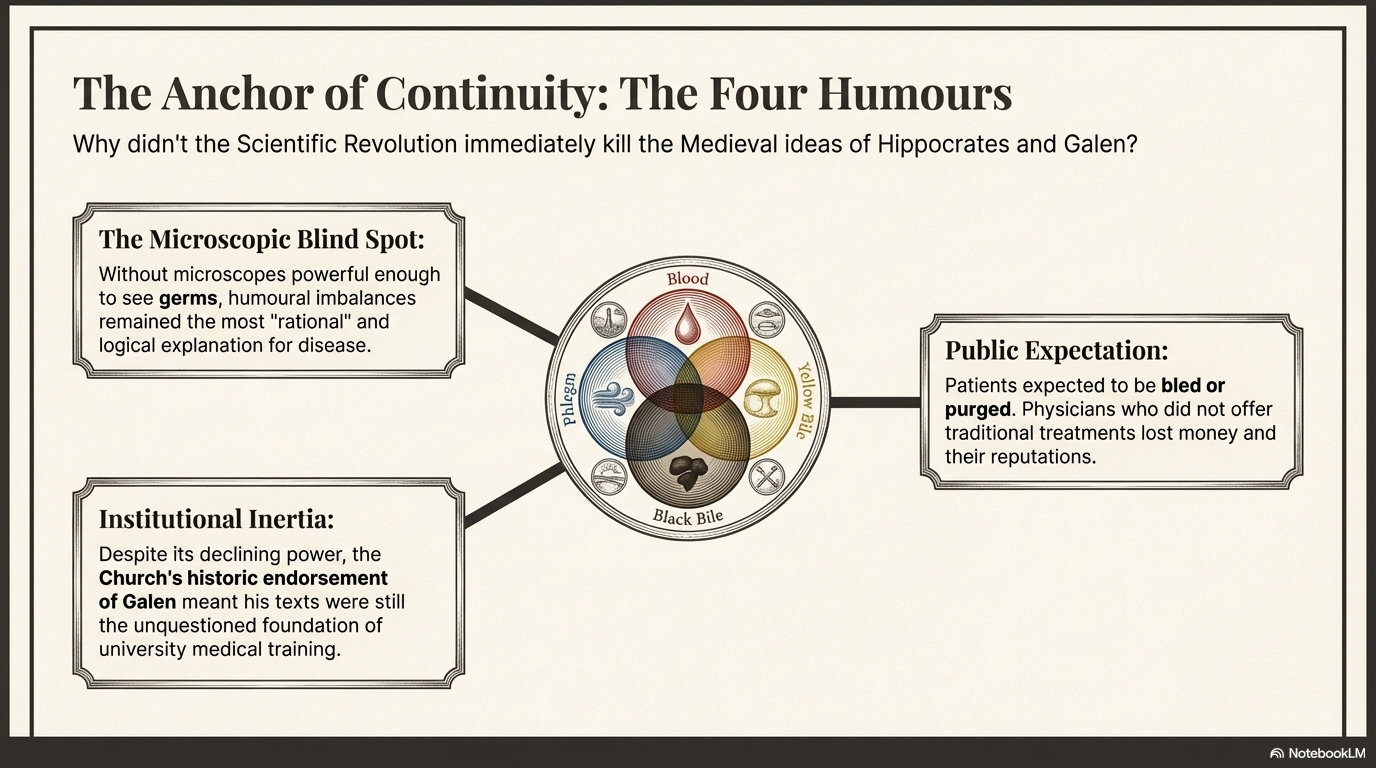 The Anchor of Continuity: The Four Humours
Why didn't the Scientific Revolution immediately kill the Medieval ideas of Hippocrates and Galen?
The Microscopic Blind Spot:
Without microscopes powerful enough
to see germs, humoural imbalances
remained the most "rational" and
logical explanation for disease.
Institutional Inertia:
Despite its declining power, the
Church's historic endorsement
of Galen meant his texts were still
the unquestioned foundation of
university medical training.
Blood
Phlegm
Yellow Bile
Black Bile
Public Expectation:
Patients expected to be bled or
purged. Physicians who did not offer
traditional treatments lost money and
their reputations.
NotebookLM